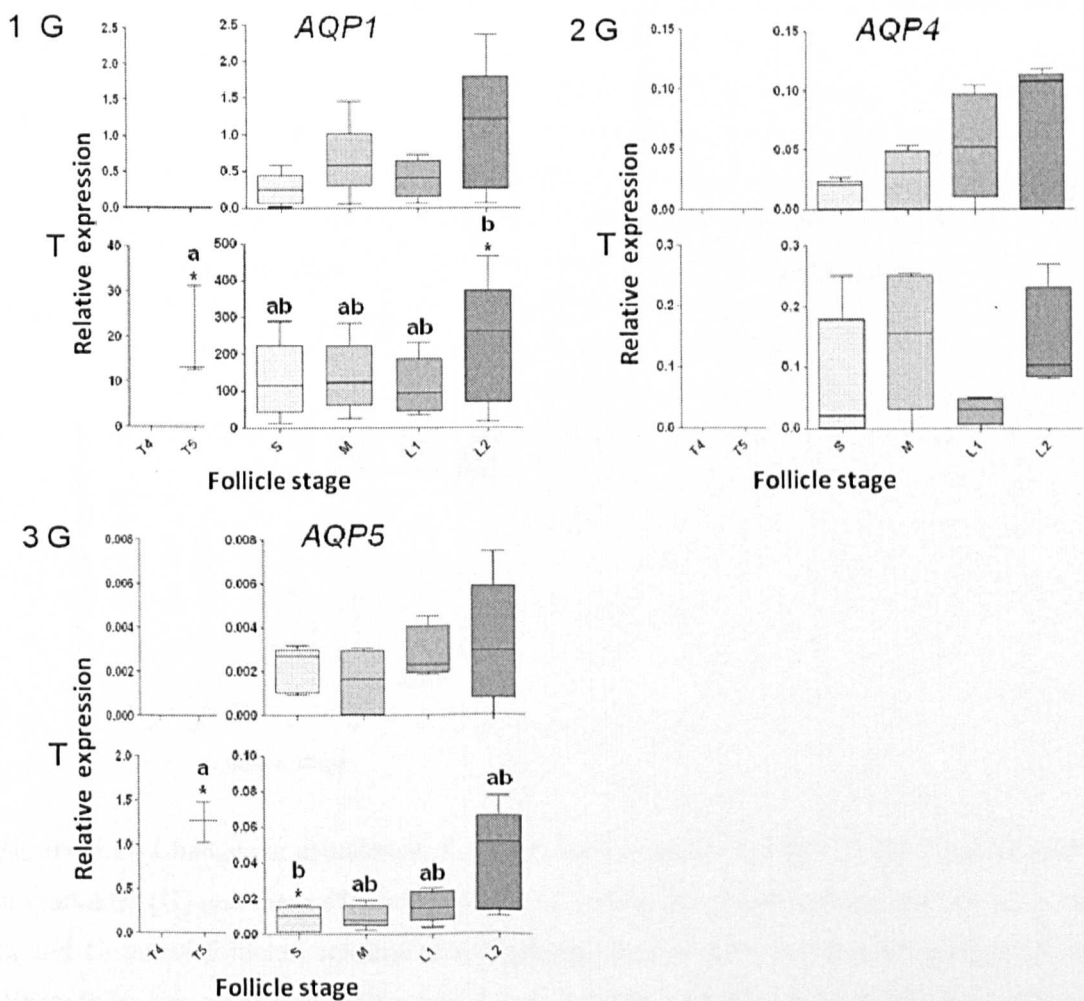 1 G
AQP1
2.5
2.0
1.5
1.0
0.5
0.0
2.5
2.0
1.5
1.0
0.5
0.0
T
40
30
20
10
0
500
400
300
200
100
0
a
*
ab
ab
ab
b
*
T4
T5
S
M
L1
L2
Relative expression
Follicle stage
2 G
AQP4
0.15
0.10
0.05
0.00
0.15
0.10
0.05
0.00
T
0.3
0.2
0.1
0.0
0.3
0.2
0.1
0.0
T4
T5
S
M
L1
L2
Relative expression
Follicle stage
3 G
AQP5
0.008
0.006
0.004
0.002
0.000
0.008
0.006
0.004
0.002
0.000
T
2.0
1.5
1.0
0.5
0.0
0.10
0.08
0.06
0.04
0.02
0.00
a
*
b
*
ab
ab
ab
T4
T5
S
M
L1
L2
Relative expression
Follicle stage